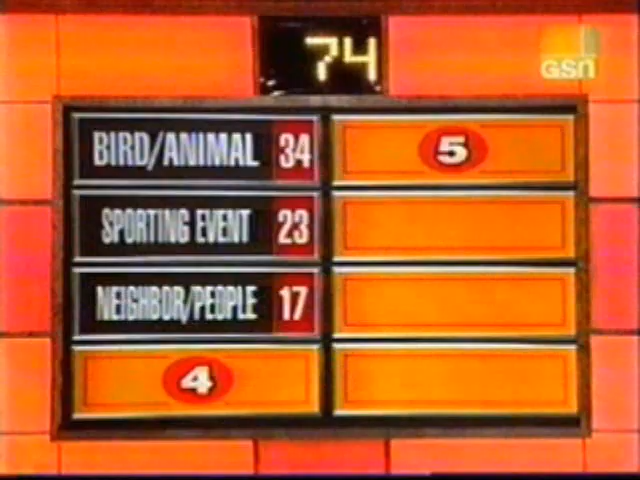 74
GSN
BIRD/ANIMAL 34
5
SPORTING EVENT 23
NEIGHBOR/PEOPLE 17
4